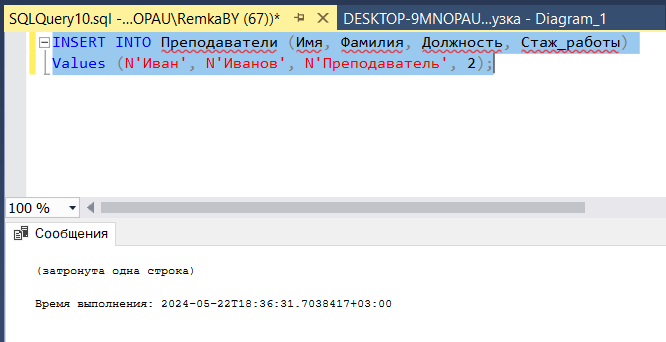 SQLQuery10.sql -...OPAU\RemkaBY (67))* DESKTOP-9MNOPAU...узка - Diagram_1
INSERT INTO Преподаватели (Имя, Фамилия, Должность, Стаж_работы)
Values (N'Иван', N'Иванов', N'Преподаватель', 2);
100 %
Сообщения
(затронута одна строка)
Время выполнения: 2024-05-22T18:36:31.7038417+03:00